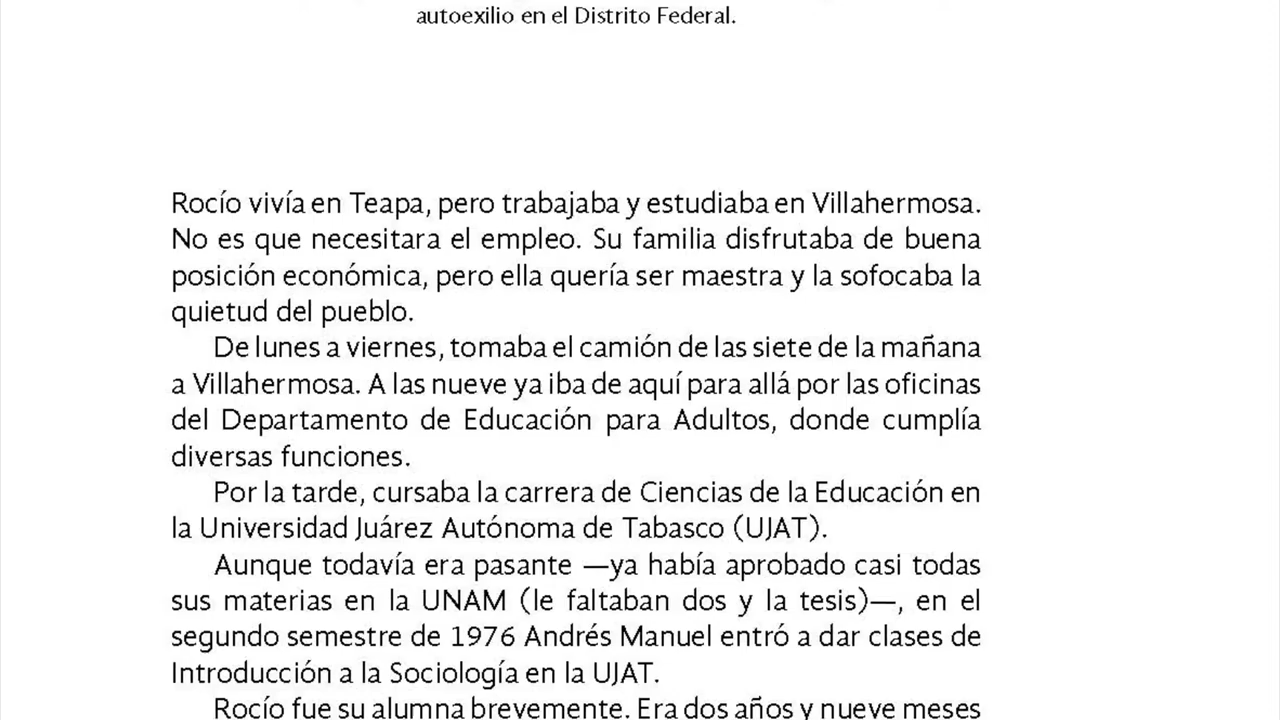 autoexilio en el Distrito Federal.
Rocío vivía en Teapa, pero trabajaba y estudiaba en Villahermosa.
No es que necesitara el empleo. Su familia disfrutaba de buena
posición económica, pero ella quería ser maestra y la sofocaba la
quietud del pueblo.
De lunes a viernes, tomaba el camión de las siete de la mañana
a Villahermosa. A las nueve ya iba de aquí para allá por las oficinas
del Departamento de Educación para Adultos, donde cumplía
diversas funciones.
Por la tarde, cursaba la carrera de Ciencias de la Educación en
la Universidad Juárez Autónoma de Tabasco (UJAT).
Aunque todavía era pasante —ya había aprobado casi todas
sus materias en la UNAM (le faltaban dos y la tesis)—, en el
segundo semestre de 1976 Andrés Manuel entró a dar clases de
Introducción a la Sociología en la UJAT.
Rocío fue su alumna brevemente. Era dos años y nueve meses